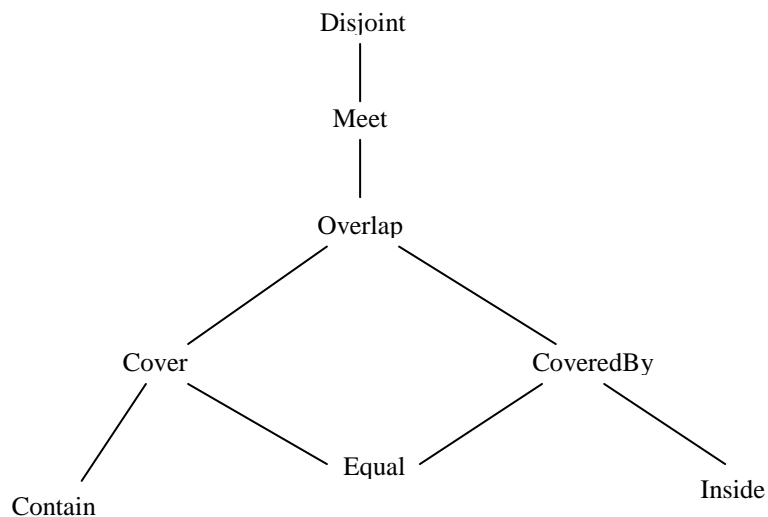 Disjoint
Meet
Overlap
Cover
CoveredBy
Equal
Contain
Inside